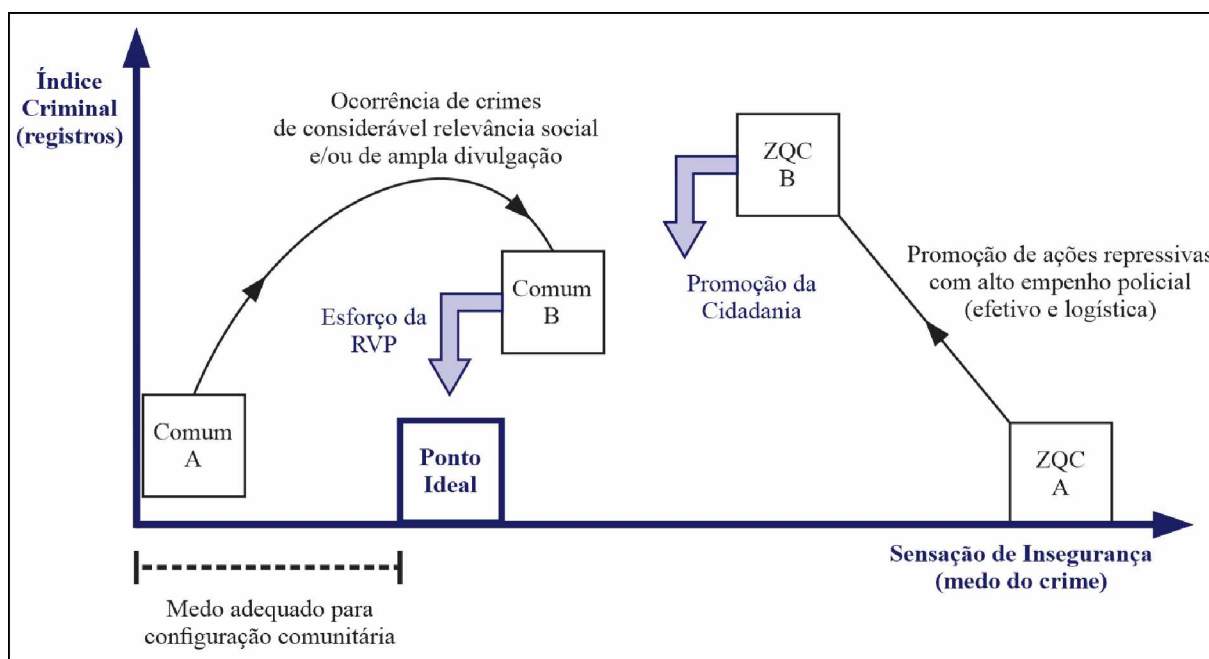 Índice
Criminal
(registros)
Ocorrência de crimes
de considerável relevância social
e/ou de ampla divulgação
ZQC
B
Promoção de ações repressivas
com alto empenho policial
(efetivo e logística)
Promoção da
Cidadania
Comum
B
Esforço da
RVP
Comum
A
Ponto
Ideal
ZQC
A
Sensação de Insegurança
(medo do crime)
Medo adequado para
configuração comunitária